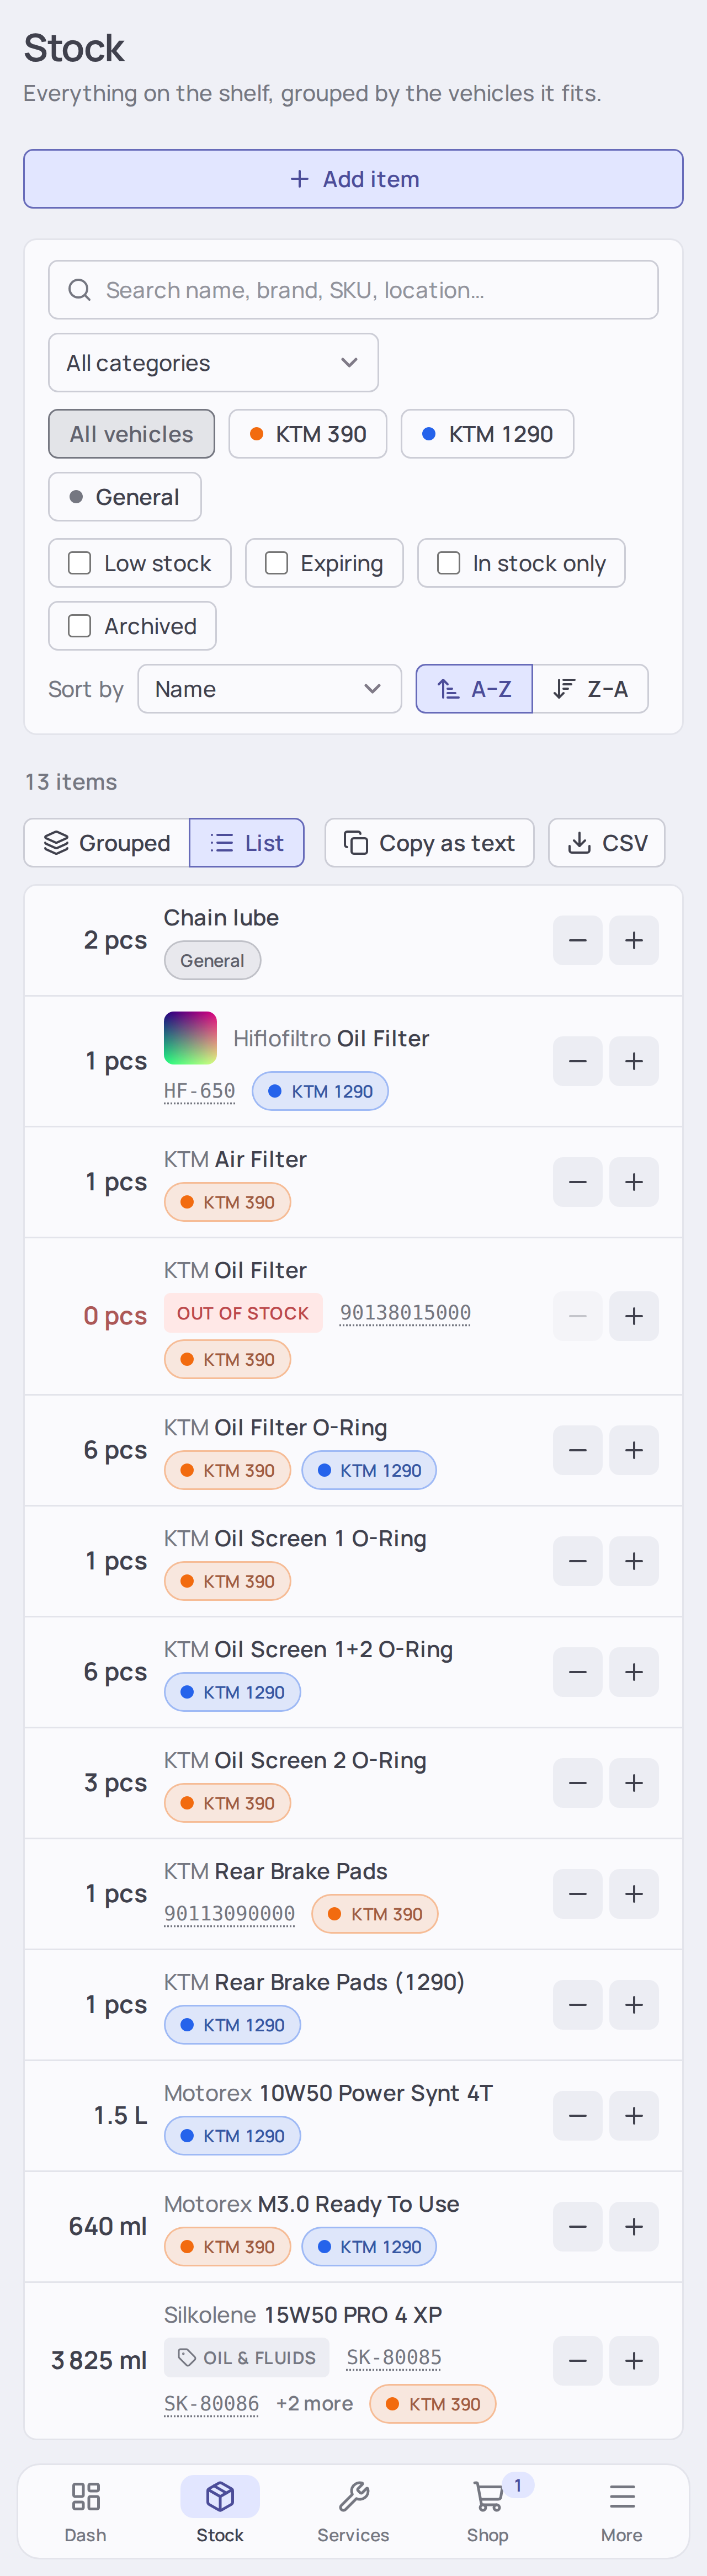 Stock
Everything on the shelf, grouped by the vehicles it fits.
+ Add item
Search name, brand, SKU, location...
All categories
All vehicles KTM 390 KTM 1290
General
Low stock Expiring In stock only
Archived
Sort by Name A–Z Z–A
13 items
Grouped List Copy as text CSV
Chain lube
2 pcs
General
Hiflofiltro Oil Filter
1 pcs
HF-650 KTM 1290
KTM Air Filter
1 pcs
KTM 390
KTM Oil Filter
0 pcs OUT OF STOCK 90138015000
KTM 390
KTM Oil Filter O-Ring
6 pcs
KTM 390 KTM 1290
KTM Oil Screen 1 O-Ring
1 pcs
KTM 390
KTM Oil Screen 1+2 O-Ring
6 pcs
KTM 1290
KTM Oil Screen 2 O-Ring
3 pcs
KTM 390
KTM Rear Brake Pads
1 pcs
90113090000 KTM 390
KTM Rear Brake Pads (1290)
1 pcs
KTM 1290
Motorex 10W50 Power Synt 4T
1.5 L
KTM 1290
Motorex M3.0 Ready To Use
640 ml
KTM 390 KTM 1290
Silkolene 15W50 PRO 4 XP
3 825 ml OIL & FLUIDS SK-80085
SK-80086 +2 more KTM 390
1
Dash Stock Services Shop More